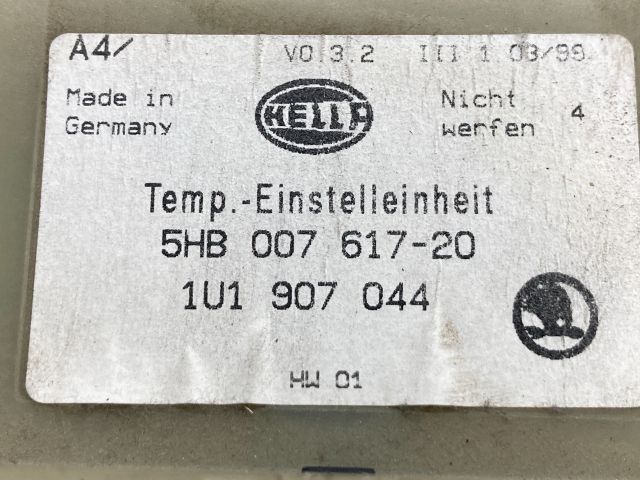 A4/ V0 3.2 III 1 03/99
Made in
Germany
HELLA
Nicht
werfen 4
Temp.-Einstelleinheit
5HB 007 617-20
1U1 907 044
HW 01